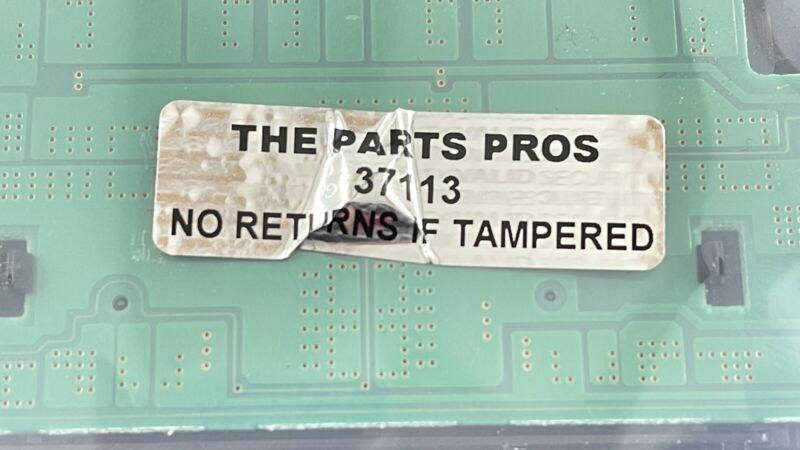 THE PARTS PROS
37113
NO RETURNS IF TAMPERED